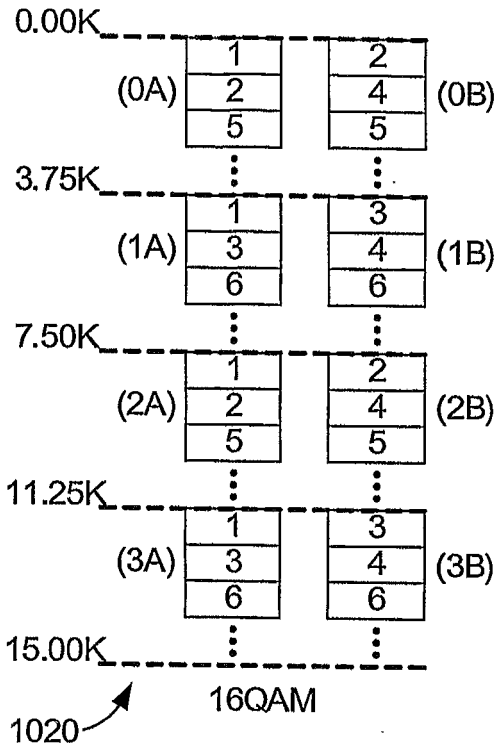 0.00K
1 2
(0A) 2 4 (0B)
5 5
3.75K
1 3
(1A) 3 4 (1B)
6 6
7.50K
1 2
(2A) 2 4 (2B)
5 5
11.25K
1 3
(3A) 3 4 (3B)
6 6
15.00K
16QAM
1020